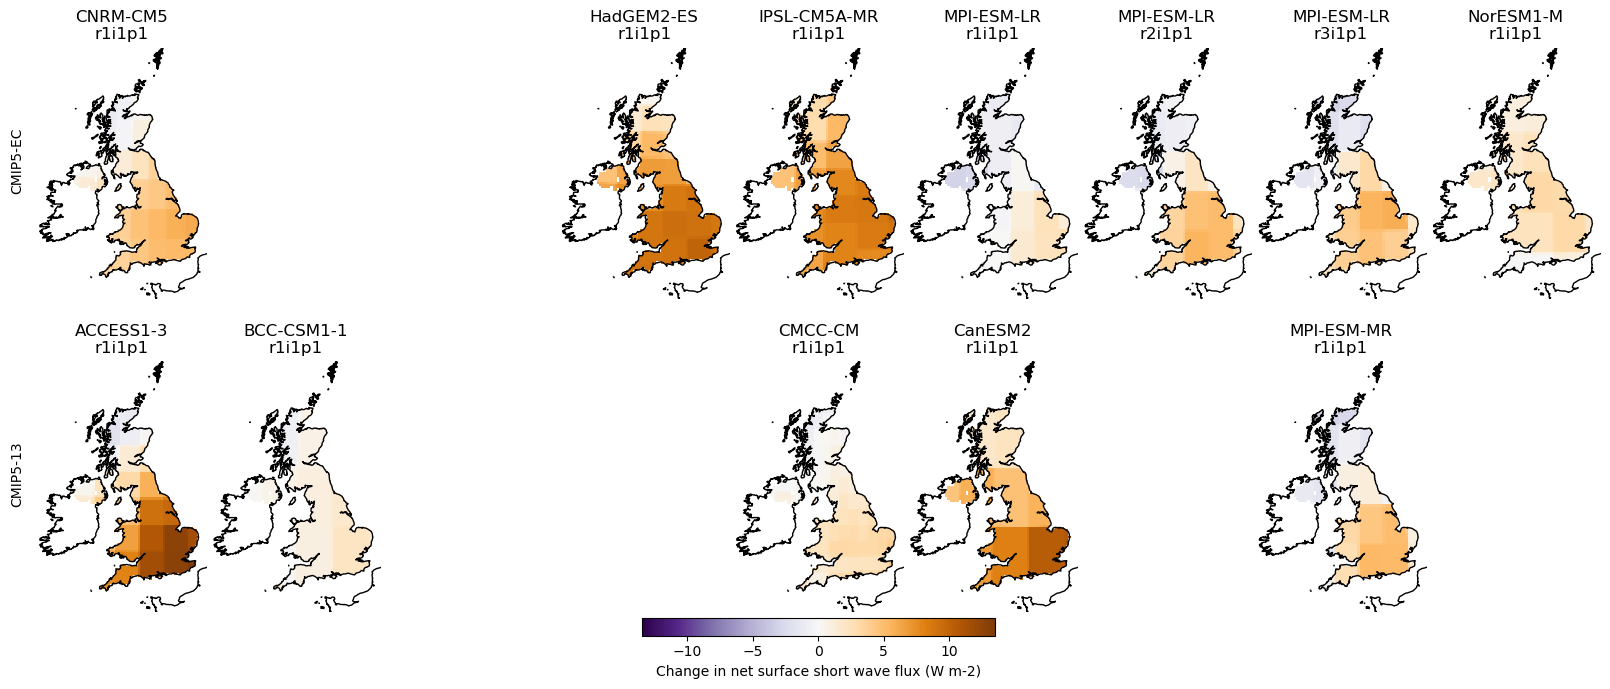 CNRM-CM5
r1i1p1
HadGEM2-ES
r1i1p1
IPSL-CM5A-MR
r1i1p1
MPI-ESM-LR
r1i1p1
MPI-ESM-LR
r2i1p1
MPI-ESM-LR
r3i1p1
NorESM1-M
r1i1p1
CMIP5-EC
ACCESS1-3
r1i1p1
BCC-CSM1-1
r1i1p1
CMCC-CM
r1i1p1
CanESM2
r1i1p1
MPI-ESM-MR
r1i1p1
CMIP5-13
−10 −5 0 5 10
Change in net surface short wave flux (W m-2)